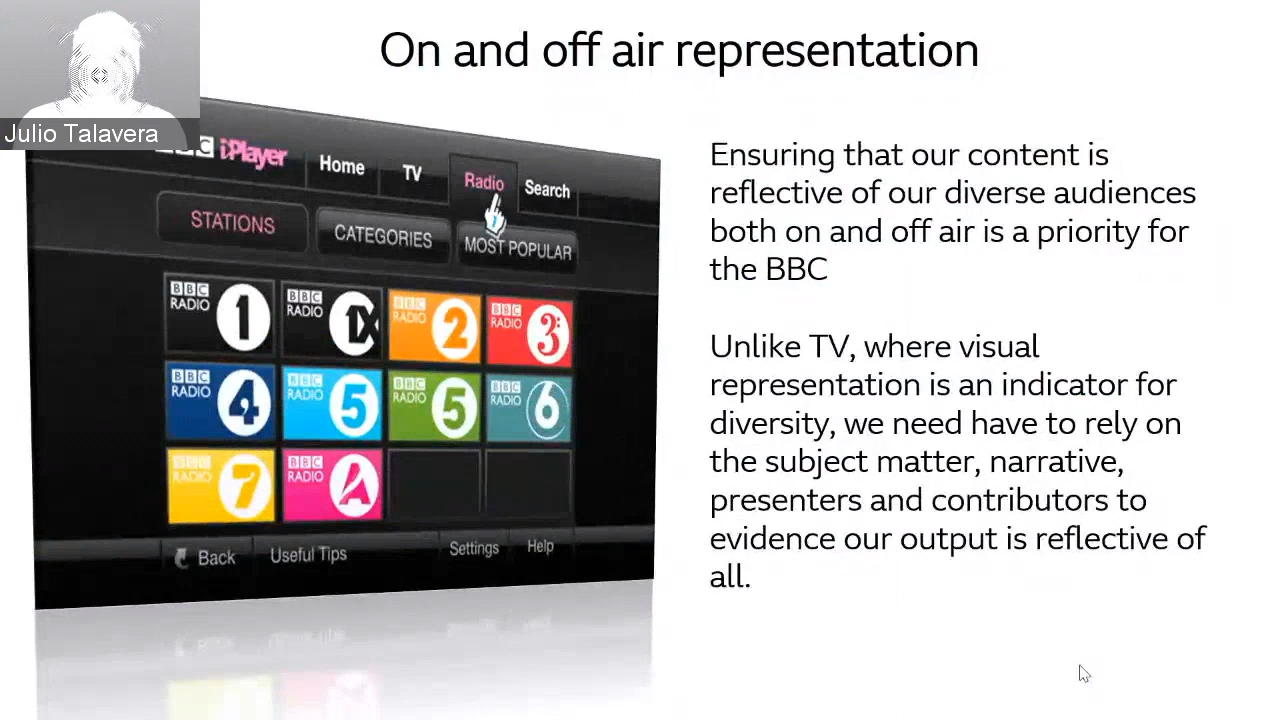 On and off air representation
Julio Talavera
BBC iPlayer
Home
TV
Radio
Search
STATIONS
CATEGORIES
MOST POPULAR
BBC RADIO 1
BBC RADIO 1X
BBC RADIO 2
BBC RADIO 3
BBC RADIO 4
BBC RADIO 5
BBC RADIO 5
BBC RADIO 6
BBC RADIO 7
BBC RADIO A
Back
Useful Tips
Settings
Help
Ensuring that our content is
reflective of our diverse audiences
both on and off air is a priority for
the BBC
Unlike TV, where visual
representation is an indicator for
diversity, we need have to rely on
the subject matter, narrative,
presenters and contributors to
evidence our output is reflective of
all.